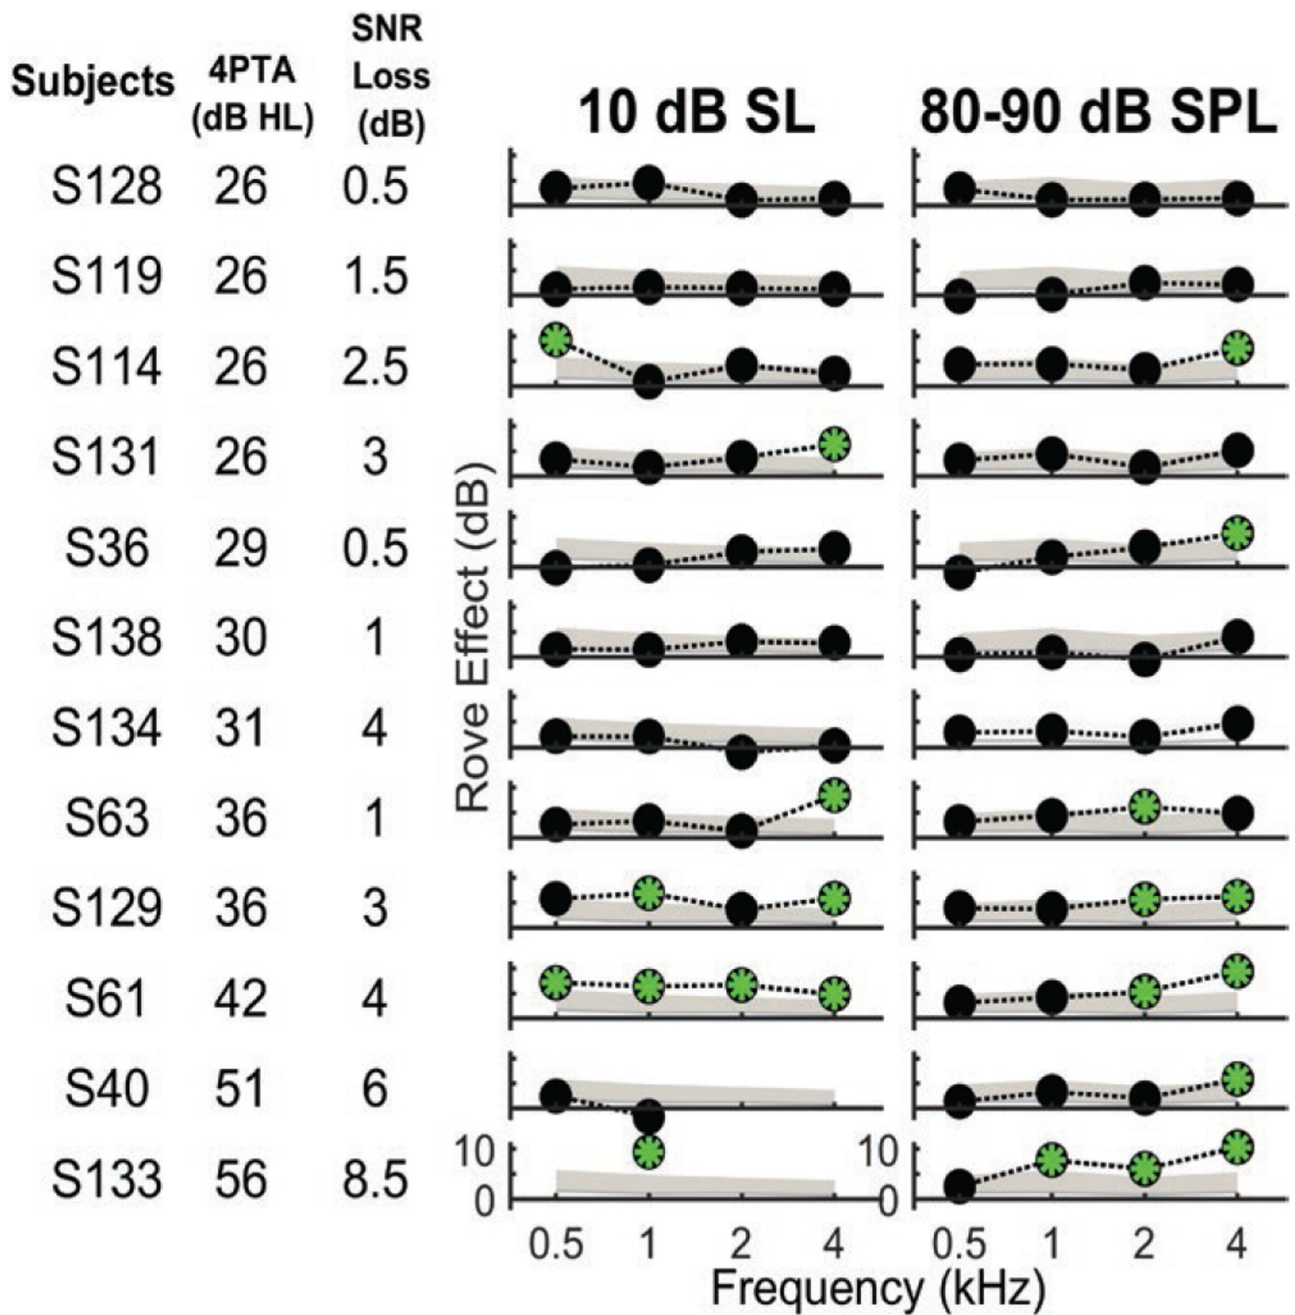 Subjects
4PTA
(dB HL)
SNR
Loss
(dB)
10 dB SL
80-90 dB SPL
S128 26 0.5
S119 26 1.5
S114 26 2.5
S131 26 3
S36 29 0.5
S138 30 1
S134 31 4
S63 36 1
S129 36 3
S61 42 4
S40 51 6
S133 56 8.5
Rove Effect (dB)
10
0
10
0
0.5 1 2 4
0.5 1 2 4
Frequency (kHz)